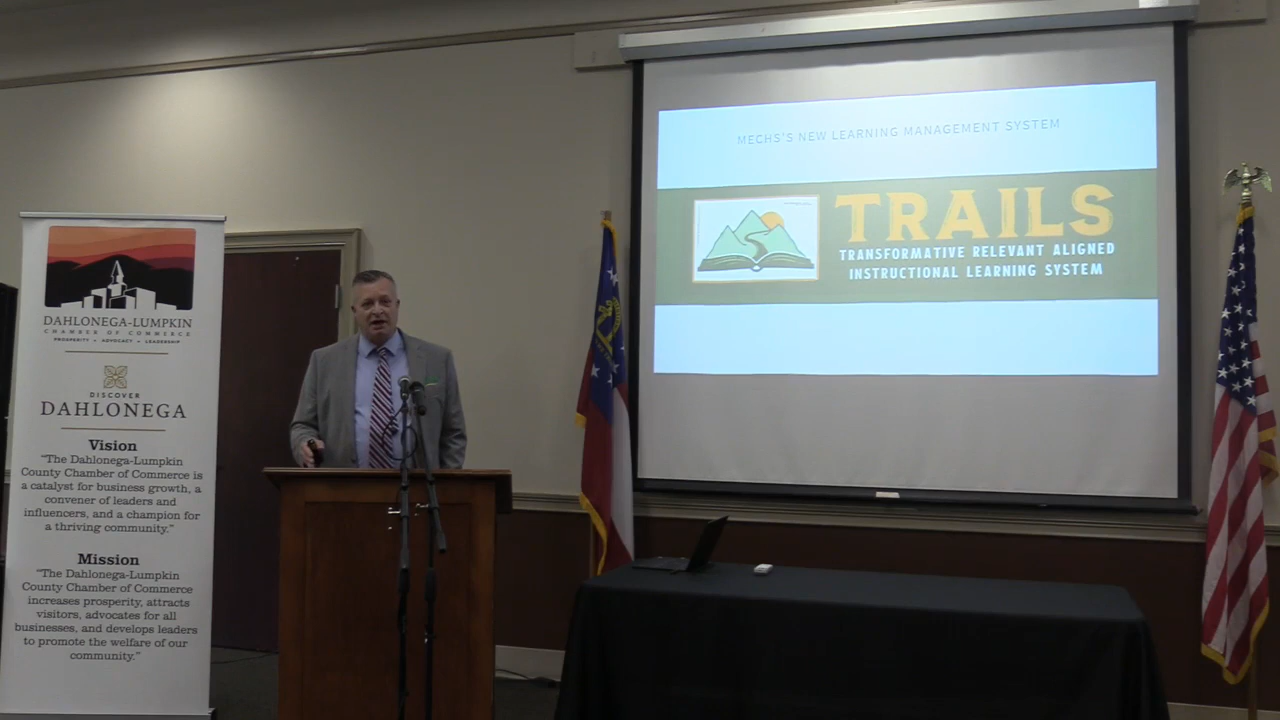 DAHLONEGA-LUMPKIN
CHAMBER OF COMMERCE
PROSPERITY • ADVOCACY • LEADERSHIP
DISCOVER
DAHLONEGA
Vision
“The Dahlonega-Lumpkin
County Chamber of Commerce is
a catalyst for business growth, a
convener of leaders and
influencers, and a champion for
a thriving community.”
Mission
“The Dahlonega-Lumpkin
County Chamber of Commerce
increases prosperity, attracts
visitors, advocates for all
businesses, and develops leaders
to promote the welfare of our
community.”
MECHS'S NEW LEARNING MANAGEMENT SYSTEM
TRAILS
TRANSFORMATIVE RELEVANT ALIGNED
INSTRUCTIONAL LEARNING SYSTEM